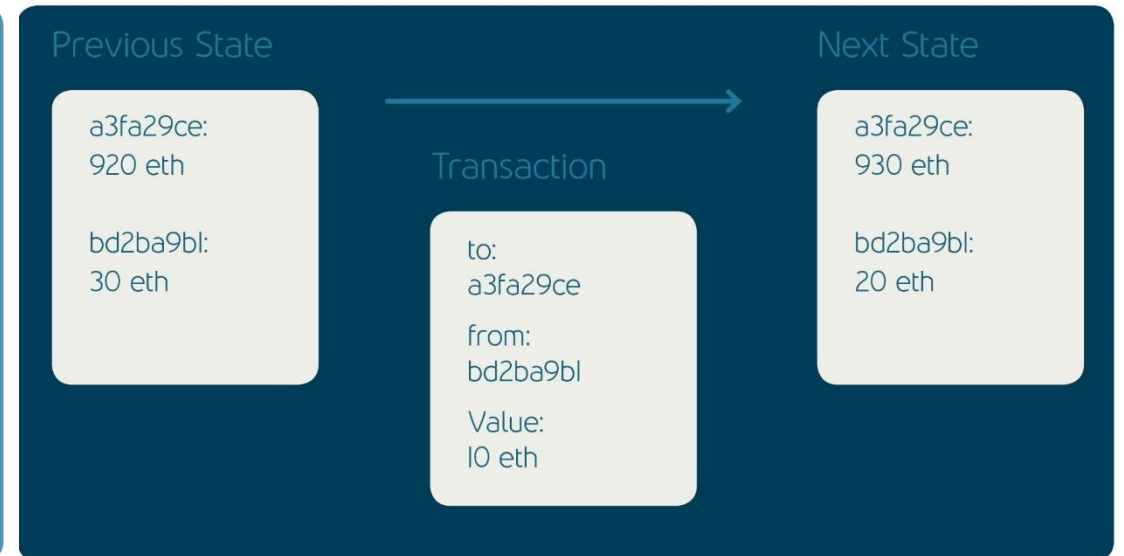 Previous State
Next State
a3fa29ce:
920 eth
bd2ba9bl:
30 eth
Transaction
to:
a3fa29ce
from:
bd2ba9bl
Value:
10 eth
a3fa29ce:
930 eth
bd2ba9bl:
20 eth